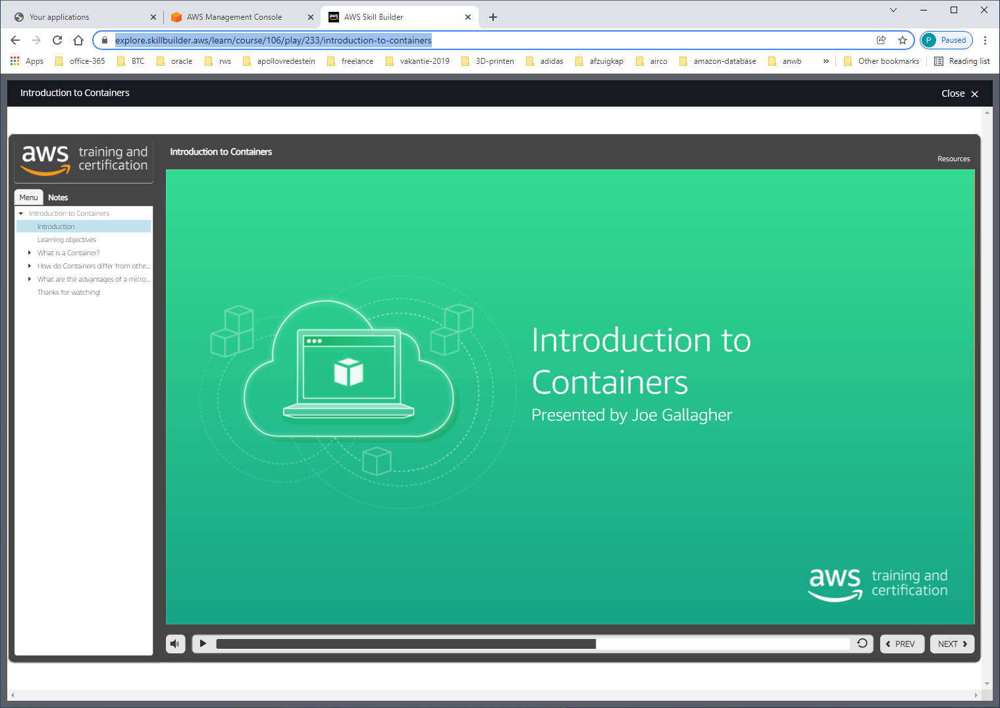 Your applications
AWS Management Console
aws
AWS Skill Builder
explore.skillbuilder.aws/learn/course/106/play/233/introduction-to-containers
P Paused
Apps
office-365
BTC
oracle
rws
apollovredestein
freelance
vakantie-2019
3D-printen
adidas
afzuigkap
airco
amazon-database
anwb
»
Other bookmarks
Reading list
Introduction to Containers
Close
aws training and
certification
Introduction to Containers
Resources
Menu
Notes
Introduction to Containers
Introduction
Learning objectives
What is a Container?
How do Containers differ from othe...
What are the advantages of a micro...
Thanks for watching!
Introduction to
Containers
Presented by Joe Gallagher
aws training and
certification
PREV
NEXT